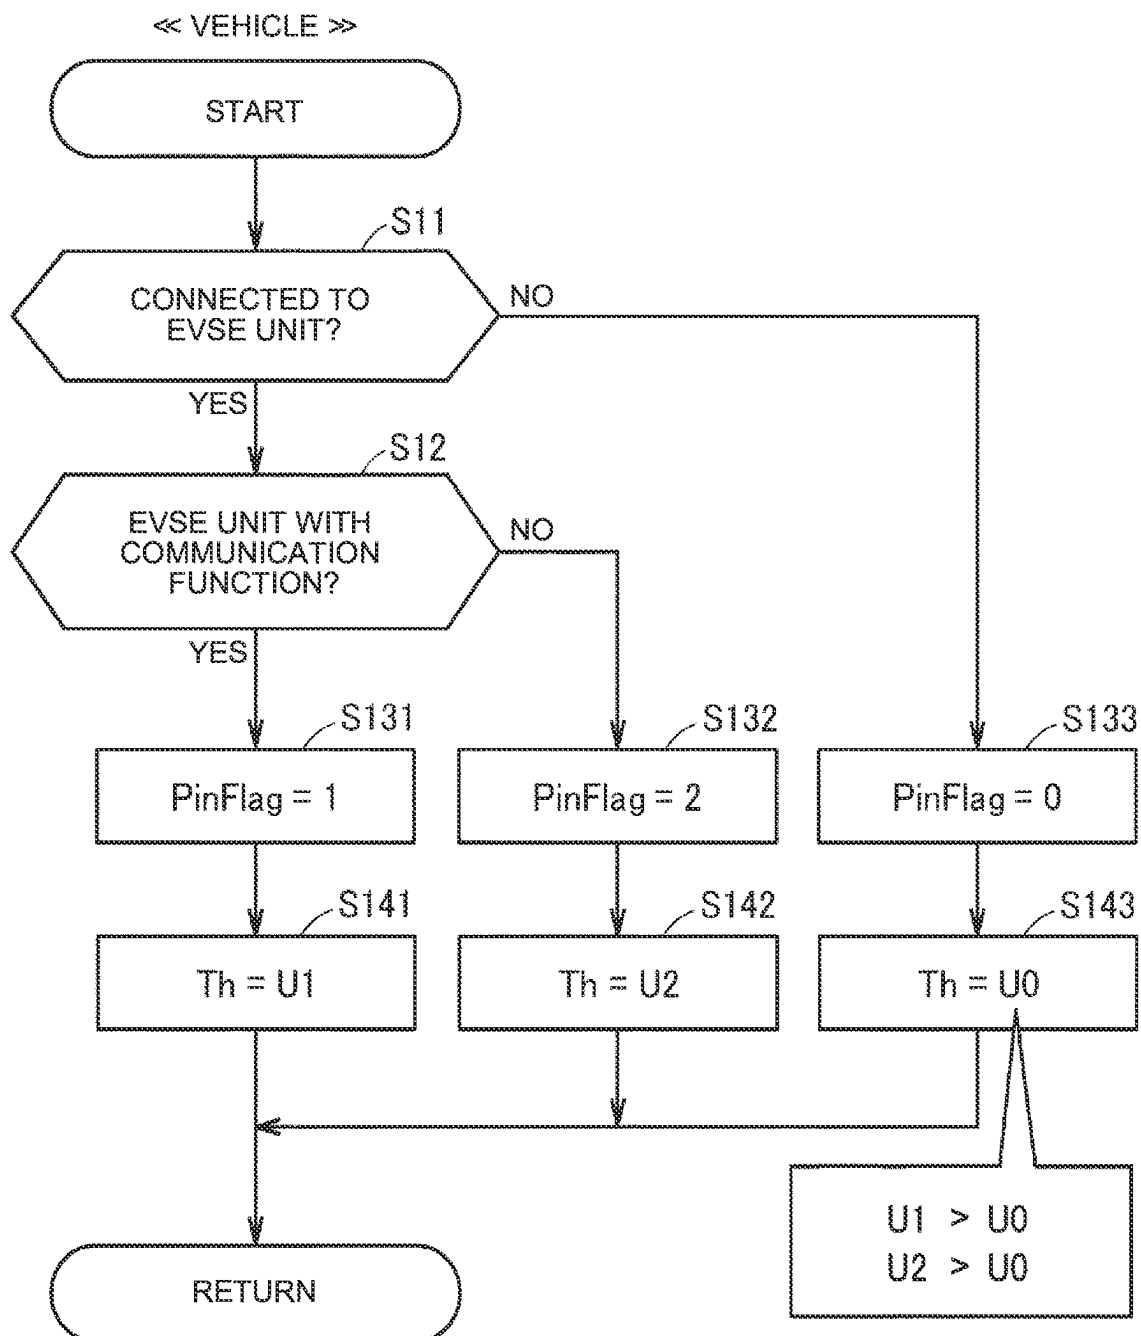 ≪ VEHICLE ≫
START
S11
CONNECTED TO
EVSE UNIT?
NO
YES
S12
EVSE UNIT WITH
COMMUNICATION
FUNCTION?
NO
YES
S131
PinFlag = 1
S132
PinFlag = 2
S133
PinFlag = 0
S141
Th = U1
S142
Th = U2
S143
Th = U0
U1 > U0
U2 > U0
RETURN